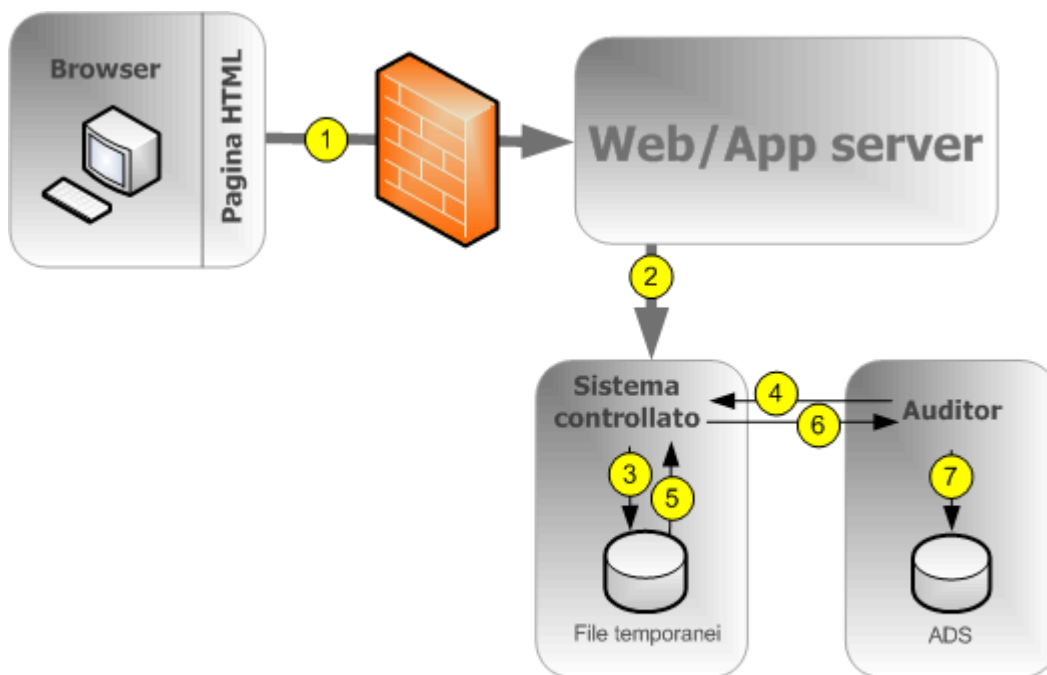 Browser
Pagina HTML
1
Web/App server
2
Sistema
controllato
4
6
Auditor
3
5
7
File temporanei
ADS